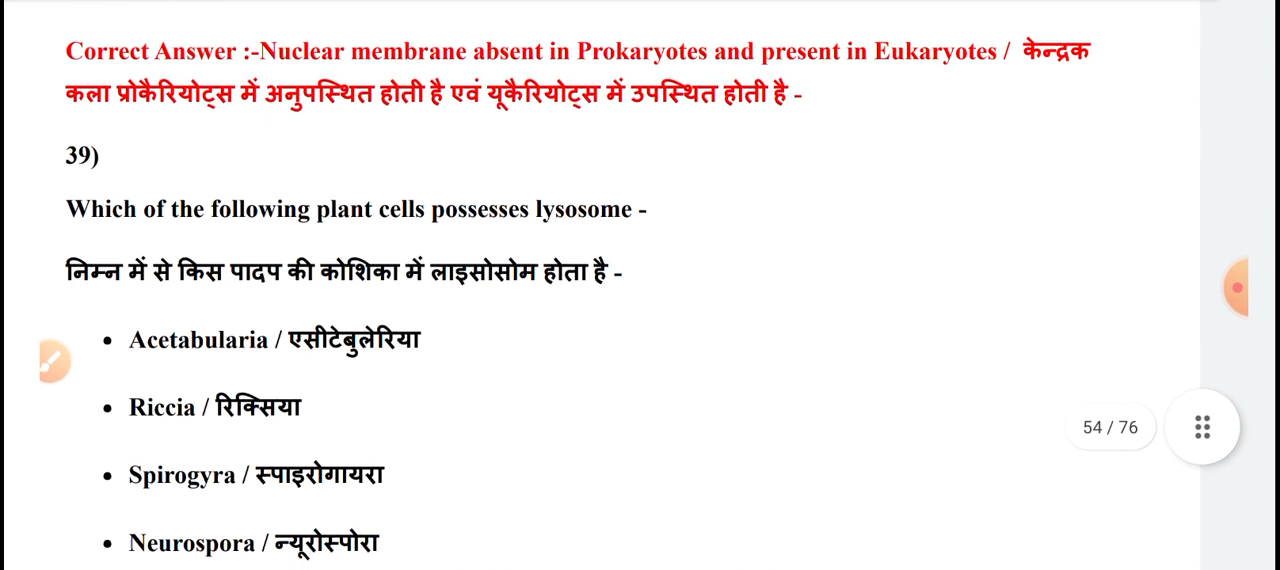 Correct Answer :-Nuclear membrane absent in Prokaryotes and present in Eukaryotes / केन्द्रक
कला प्रोकैरियोट्स में अनुपस्थित होती है एवं यूकैरियोट्स में उपस्थित होती है -
39)
Which of the following plant cells possesses lysosome -
निम्न में से किस पादप की कोशिका में लाइसोसोम होता है -
• Acetabularia / एसीटेबुलेरिया
• Riccia / रिक्सिया
54 / 76
• Spirogyra / स्पाइरोगायरा
• Neurospora / न्यूरोस्पोरा